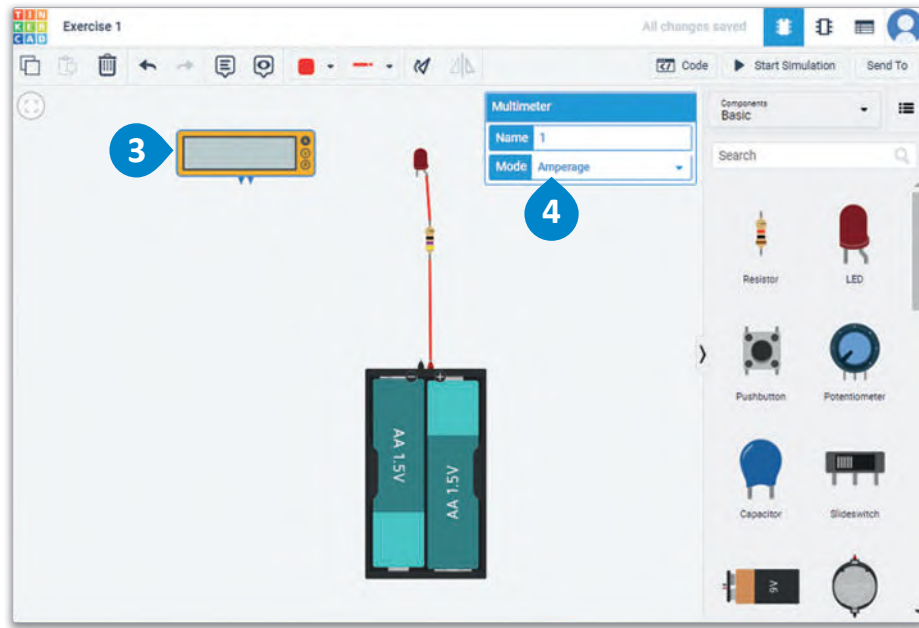 TIN
KER
CAD
Exercise 1
All changes saved
Code
Start Simulation
Send To
3
Multimeter
Name 1
Mode Amperage
4
Components
Basic
Search
Resistor
LED
Pushbutton
Potentiometer
Capacitor
Slideswitch
9V
AA 1.5V
AA 1.5V